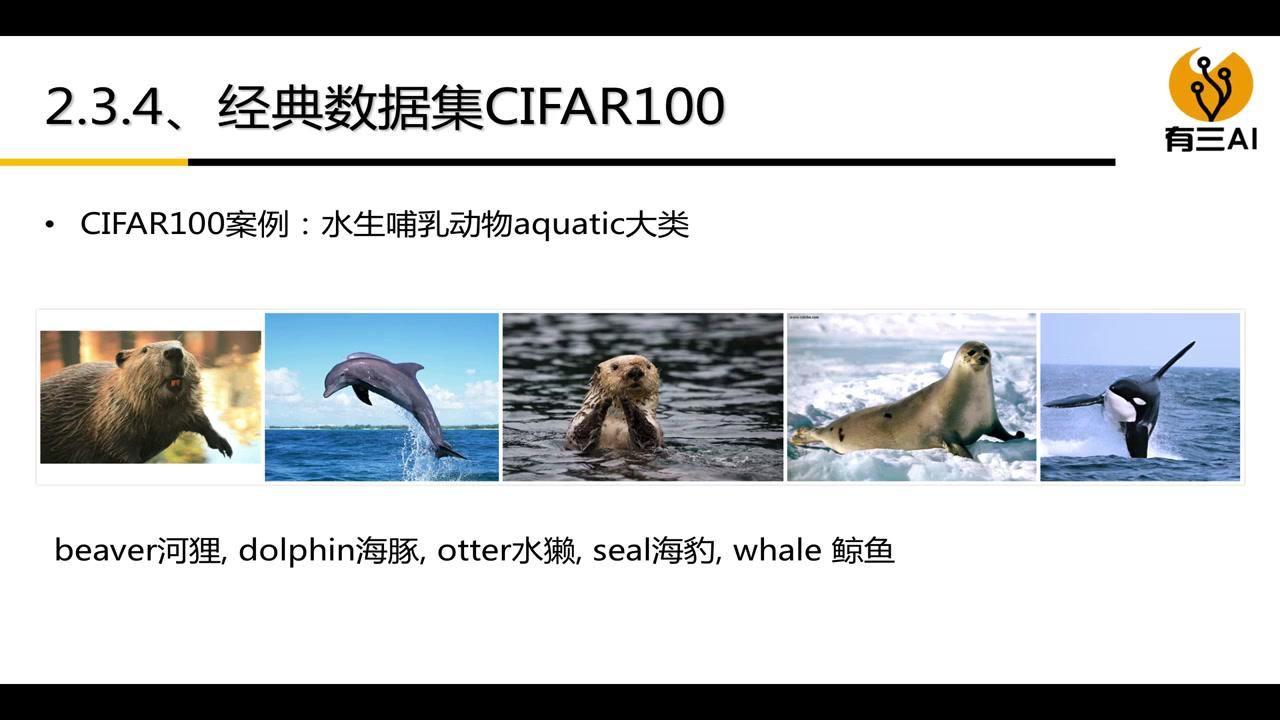 2.3.4、经典数据集CIFAR100
有三AI
• CIFAR100案例：水生哺乳动物aquatic大类
beaver河狸, dolphin海豚, otter水獭, seal海豹, whale 鲸鱼